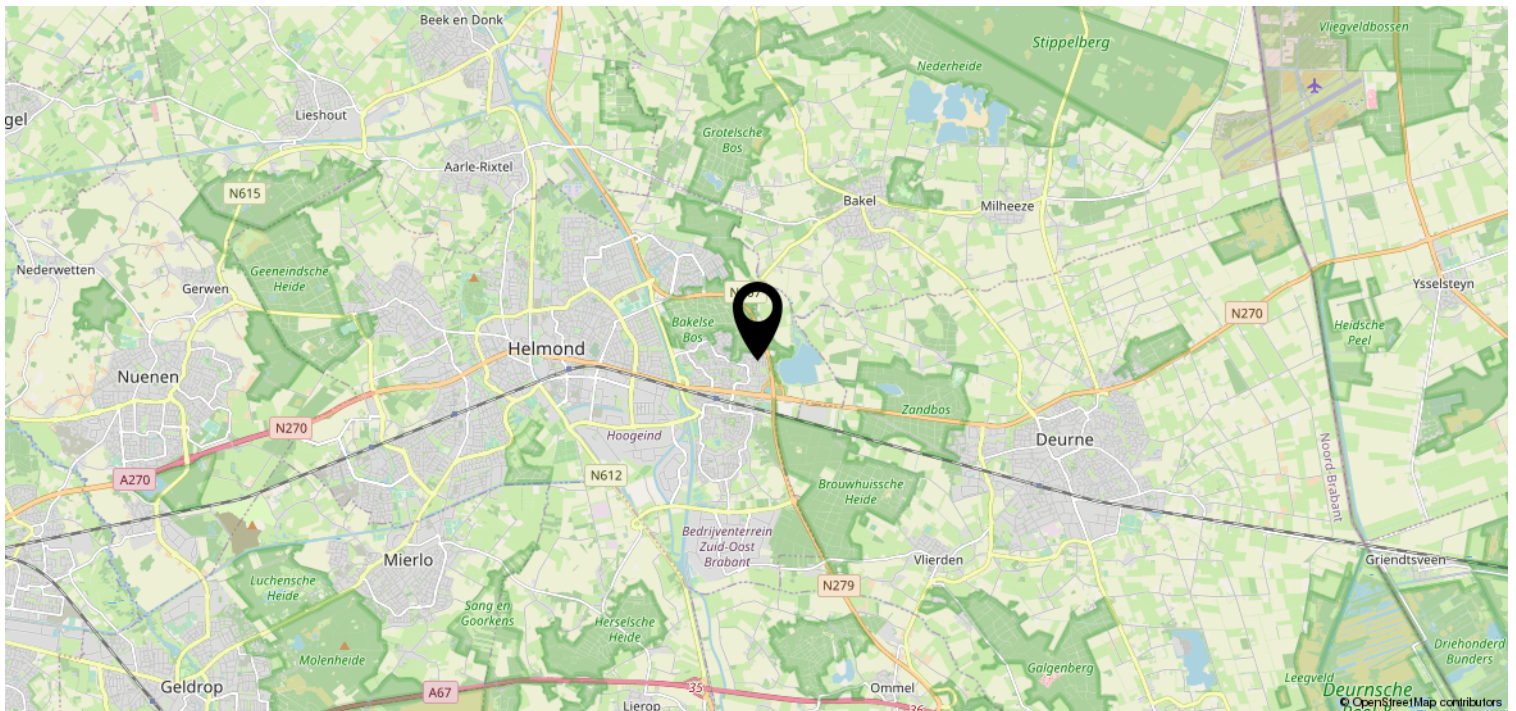 Beek en Donk
Vliegveldbossen
Stippelberg
Nederheide
Lieshout
gel
Grotelsche
Bos
Aarle-Rixtel
N615
Bakel
Milheeze
Nederwetten
Geeneindsche
Heide
Gerwen
Ysselsteyn
N270
Bakelse
Bos
Heidsche
Peel
Helmond
Nuenen
Zandbos
N270
Hoogeind
Deurne
A270
N612
Noord-Brabant
Brouwhuissche
Heide
Bedrijventerrein
Zuid-Oost
Brabant
Mierlo
Vlierden
Griendtsveen
Luchensche
Heide
N279
Sang en
Goorkens
Herselsche
Heide
Driehonderd
Bunders
Molenheide
Galgenberg
Leegveld
Geldrop
A67
35
Ommel
Deurnsche
Lierop
36
© OpenStreetMap contributors